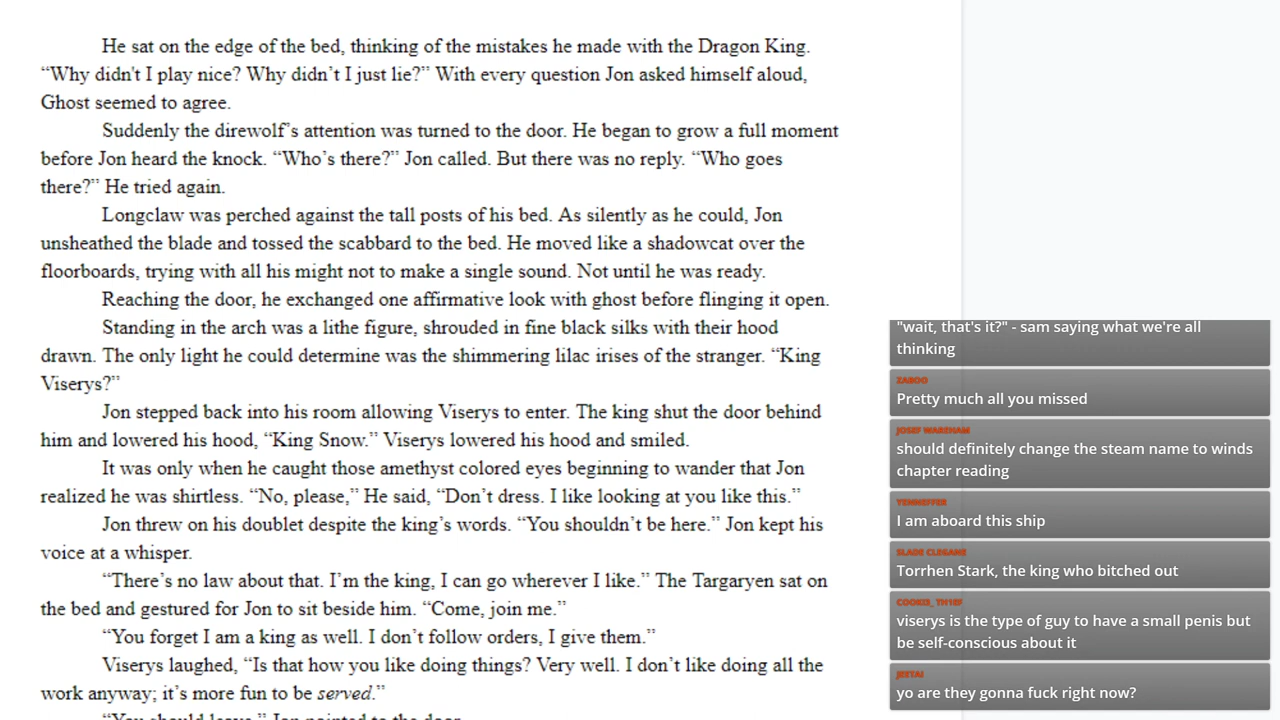 He sat on the edge of the bed, thinking of the mistakes he made with the Dragon King.
“Why didn't I play nice? Why didn’t I just lie?” With every question Jon asked himself aloud,
Ghost seemed to agree.
Suddenly the direwolf’s attention was turned to the door. He began to grow a full moment
before Jon heard the knock. “Who’s there?” Jon called. But there was no reply. “Who goes
there?” He tried again.
Longclaw was perched against the tall posts of his bed. As silently as he could, Jon
unsheathed the blade and tossed the scabbard to the bed. He moved like a shadowcat over the
floorboards, trying with all his might not to make a single sound. Not until he was ready.
Reaching the door, he exchanged one affirmative look with ghost before flinging it open.
Standing in the arch was a lithe figure, shrouded in fine black silks with their hood
drawn. The only light he could determine was the shimmering lilac irises of the stranger. “King
Viserys?”
Jon stepped back into his room allowing Viserys to enter. The king shut the door behind
him and lowered his hood, “King Snow.” Viserys lowered his hood and smiled.
It was only when he caught those amethyst colored eyes beginning to wander that Jon
realized he was shirtless. “No, please,” He said, “Don’t dress. I like looking at you like this.”
Jon threw on his doublet despite the king’s words. “You shouldn’t be here.” Jon kept his
voice at a whisper.
“There’s no law about that. I’m the king, I can go wherever I like.” The Targaryen sat on
the bed and gestured for Jon to sit beside him. “Come, join me.”
“You forget I am a king as well. I don’t follow orders, I give them.”
Viserys laughed, “Is that how you like doing things? Very well. I don’t like doing all the
work anyway; it’s more fun to be served.”
“You should leave.” Jon pointed to the door.
"wait, that's it?" - sam saying what we're all
thinking
ZABOO
Pretty much all you missed
JOSEF WAREHAM
should definitely change the steam name to winds
chapter reading
YENNEFFER
I am aboard this ship
SLADE CLEGANE
Torrhen Stark, the king who bitched out
COOKIE_TH1EF
viserys is the type of guy to have a small penis but
be self-conscious about it
JEETAI
yo are they gonna fuck right now?